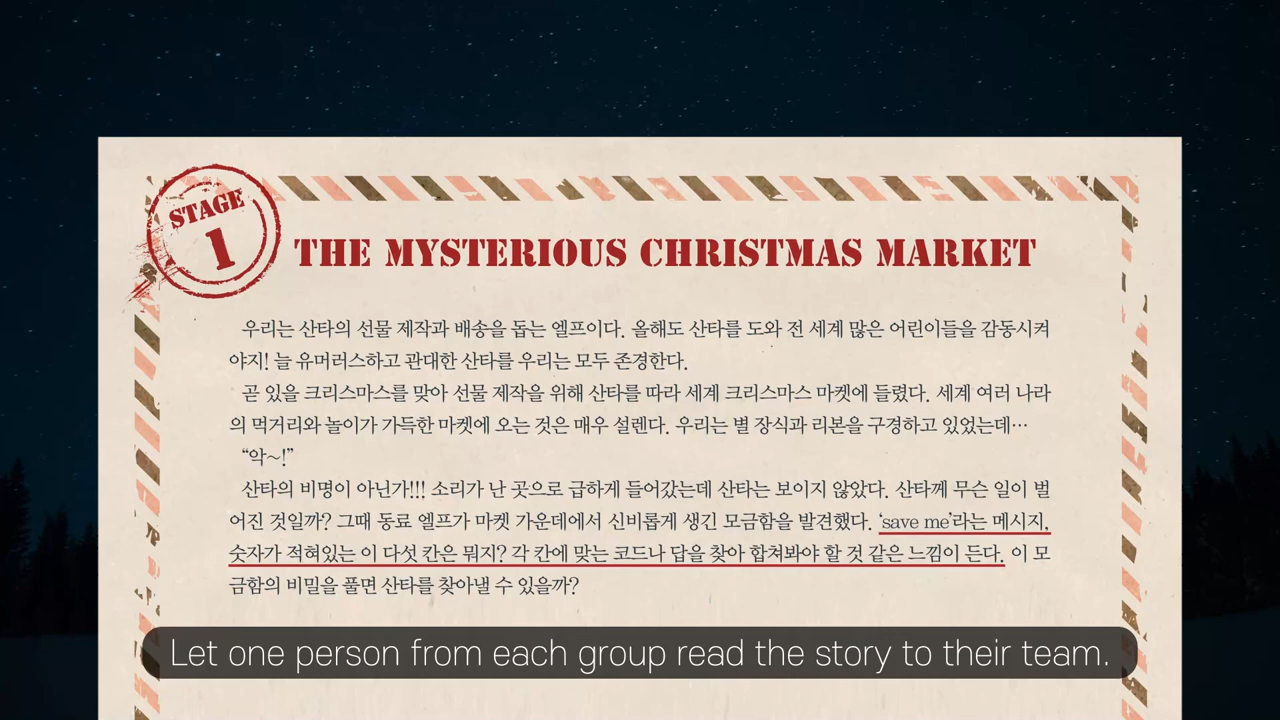 STAGE
1
THE MYSTERIOUS CHRISTMAS MARKET
우리는 산타의 선물 제작과 배송을 돕는 엘프이다. 올해도 산타를 도와 전 세계 많은 어린이들을 감동시켜
야지! 늘 유머러스하고 관대한 산타를 우리는 모두 존경한다.
곧 있을 크리스마스를 맞아 선물 제작을 위해 산타를 따라 세계 크리스마스 마켓에 들렸다. 세계 여러 나라
의 먹거리와 놀이가 가득한 마켓에 오는 것은 매우 설렌다. 우리는 별 장식과 리본을 구경하고 있었는데…
“악~!”
산타의 비명이 아닌가!!! 소리가 난 곳으로 급하게 들어갔는데 산타는 보이지 않았다. 산타께 무슨 일이 벌
어진 것일까? 그때 동료 엘프가 마켓 가운데에서 신비롭게 생긴 모금함을 발견했다. ‘save me’라는 메시지,
숫자가 적혀있는 이 다섯 칸은 뭐지? 각 칸에 맞는 코드나 답을 찾아 합쳐봐야 할 것 같은 느낌이 든다. 이 모
금함의 비밀을 풀면 산타를 찾아낼 수 있을까?
Let one person from each group read the story to their team.